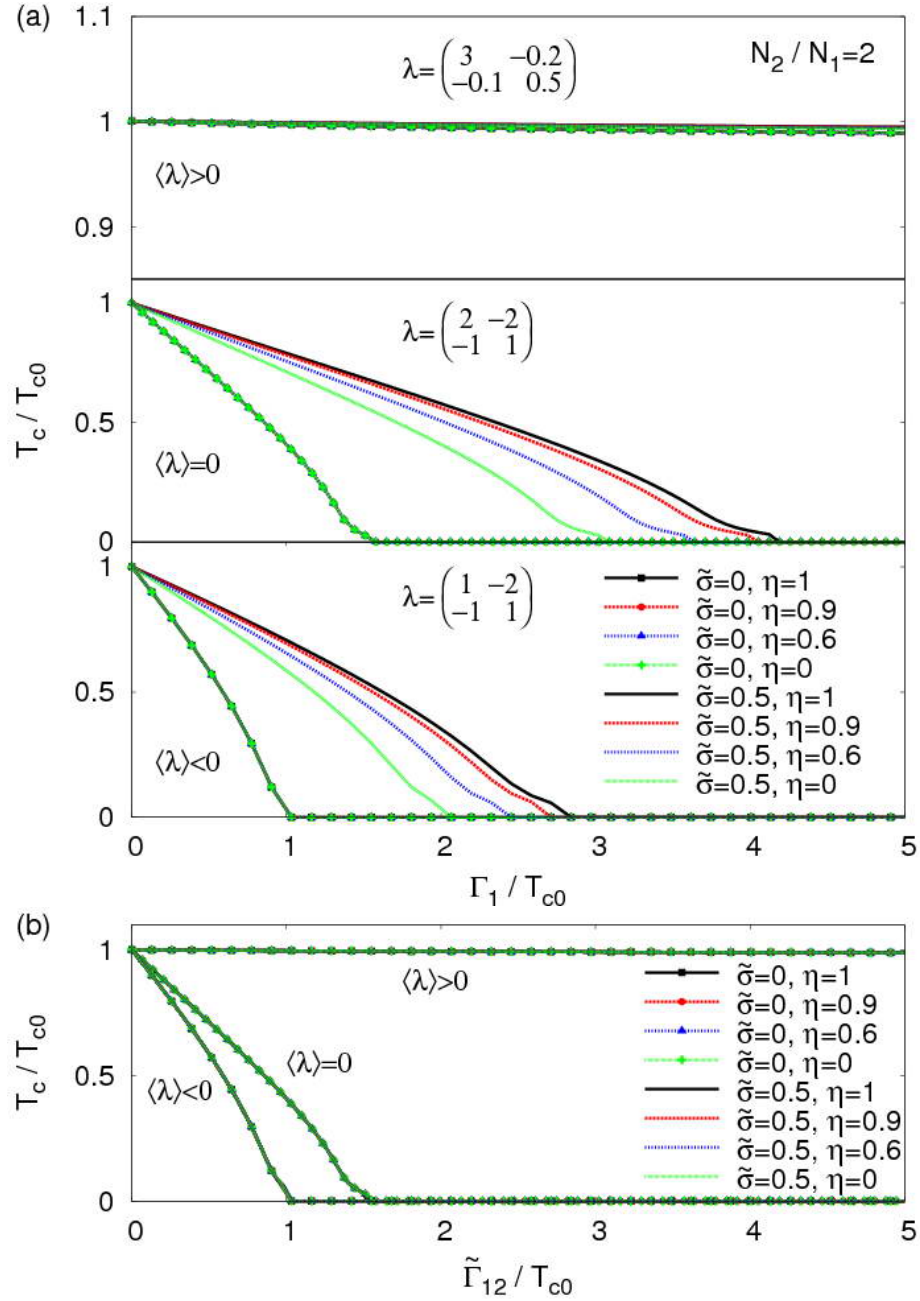 (a)
1.1
λ=(3 −0.2
−0.1 0.5)
N2 / N1=2
1
⟨λ⟩>0
0.9
1
λ=(2 −2
−1 1)
Tc / Tc0
0.5
⟨λ⟩=0
0
1
λ=(1 −2
−1 1)
σ̃=0, η=1
σ̃=0, η=0.9
σ̃=0, η=0.6
σ̃=0, η=0
σ̃=0.5, η=1
σ̃=0.5, η=0.9
σ̃=0.5, η=0.6
σ̃=0.5, η=0
0.5
⟨λ⟩<0
0
0 1 2 3 4 5
Γ1 / Tc0
(b)
1
⟨λ⟩>0
σ̃=0, η=1
σ̃=0, η=0.9
σ̃=0, η=0.6
σ̃=0, η=0
σ̃=0.5, η=1
σ̃=0.5, η=0.9
σ̃=0.5, η=0.6
σ̃=0.5, η=0
Tc / Tc0
0.5
⟨λ⟩<0
⟨λ⟩=0
0
0 1 2 3 4 5
Γ̃12 / Tc0